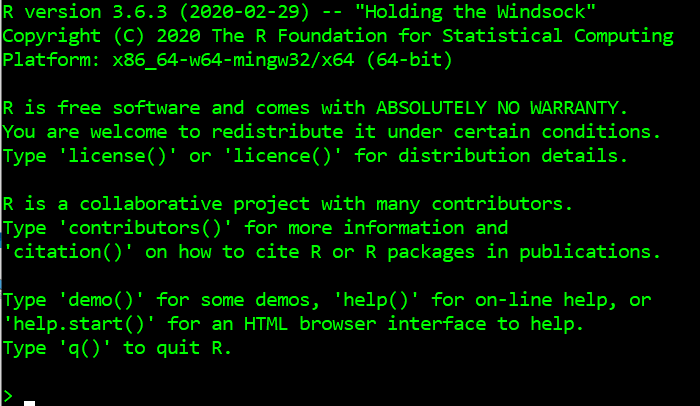 R version 3.6.3 (2020-02-29) -- "Holding the Windsock"
Copyright (C) 2020 The R Foundation for Statistical Computing
Platform: x86_64-w64-mingw32/x64 (64-bit)

R is free software and comes with ABSOLUTELY NO WARRANTY.
You are welcome to redistribute it under certain conditions.
Type 'license()' or 'licence()' for distribution details.

R is a collaborative project with many contributors.
Type 'contributors()' for more information and
'citation()' on how to cite R or R packages in publications.

Type 'demo()' for some demos, 'help()' for on-line help, or
'help.start()' for an HTML browser interface to help.
Type 'q()' to quit R.

>